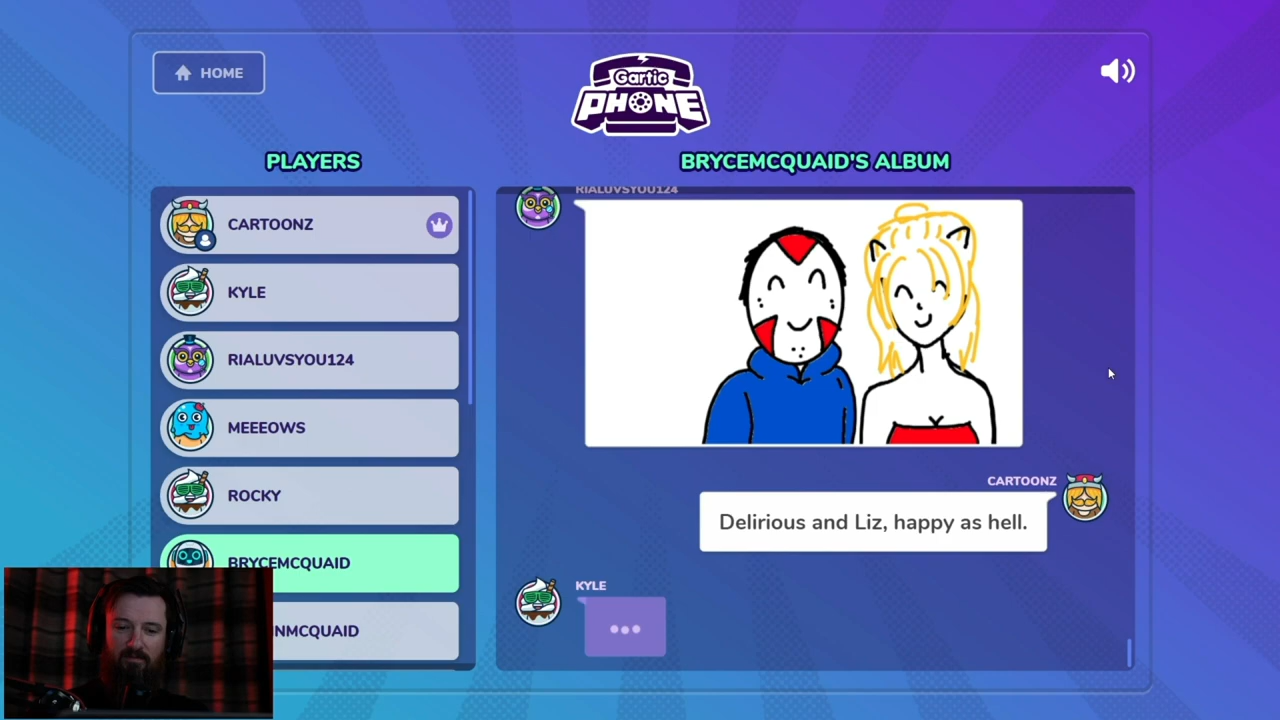 HOME
Gartic
PHONE
PLAYERS
BRYCEMCQUAID'S ALBUM
CARTOONZ
KYLE
RIALUVSYOU124
MEEEOWS
ROCKY
BRYCEMCQUAID
NMCQUAID
RIALUVSYOU124
CARTOONZ
Delirious and Liz, happy as hell.
KYLE
...